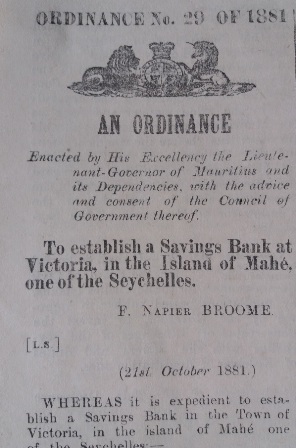 ORDINANCE No. 29 OF 1881
AN ORDINANCE
Enacted by His Excellency the Lieute-
nant-Governor of Mauritius and
its Dependencies, with the advice
and consent of the Council of
Government thereof.
To establish a Savings Bank at
Victoria, in the Island of Mahé,
one of the Seychelles.
F. NAPIER BROOME.
[L.S.]
(21st. October 1881.)
WHEREAS it is expedient to esta-
blish a Savings Bank in the Town of
Victoria, in the island of Mahé one
of the Seychelles:—